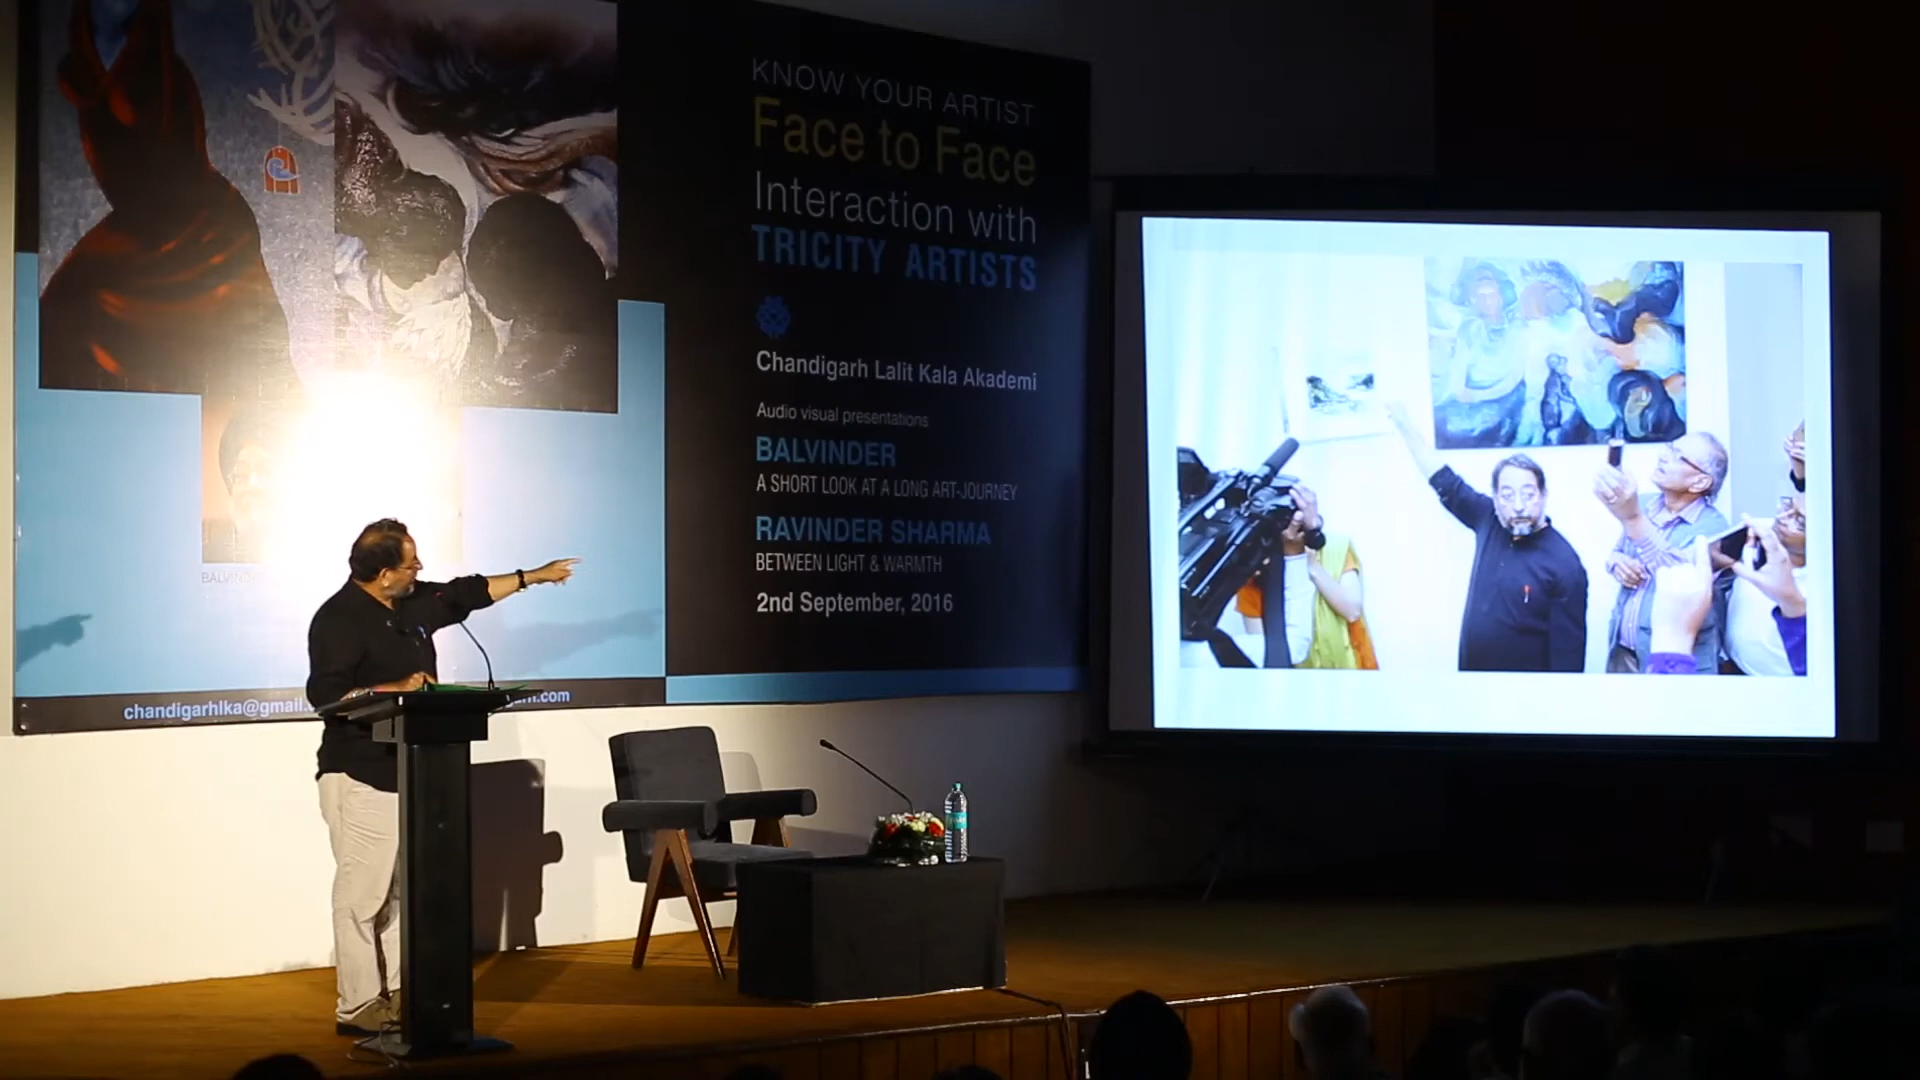 KNOW YOUR ARTIST
Face to Face
Interaction with
TRICITY ARTISTS
Chandigarh Lalit Kala Akademi
Audio visual presentations
BALVINDER
A SHORT LOOK AT A LONG ART-JOURNEY
RAVINDER SHARMA
BETWEEN LIGHT & WARMTH
2nd September, 2016
chandigarhlka@gmail.
.com